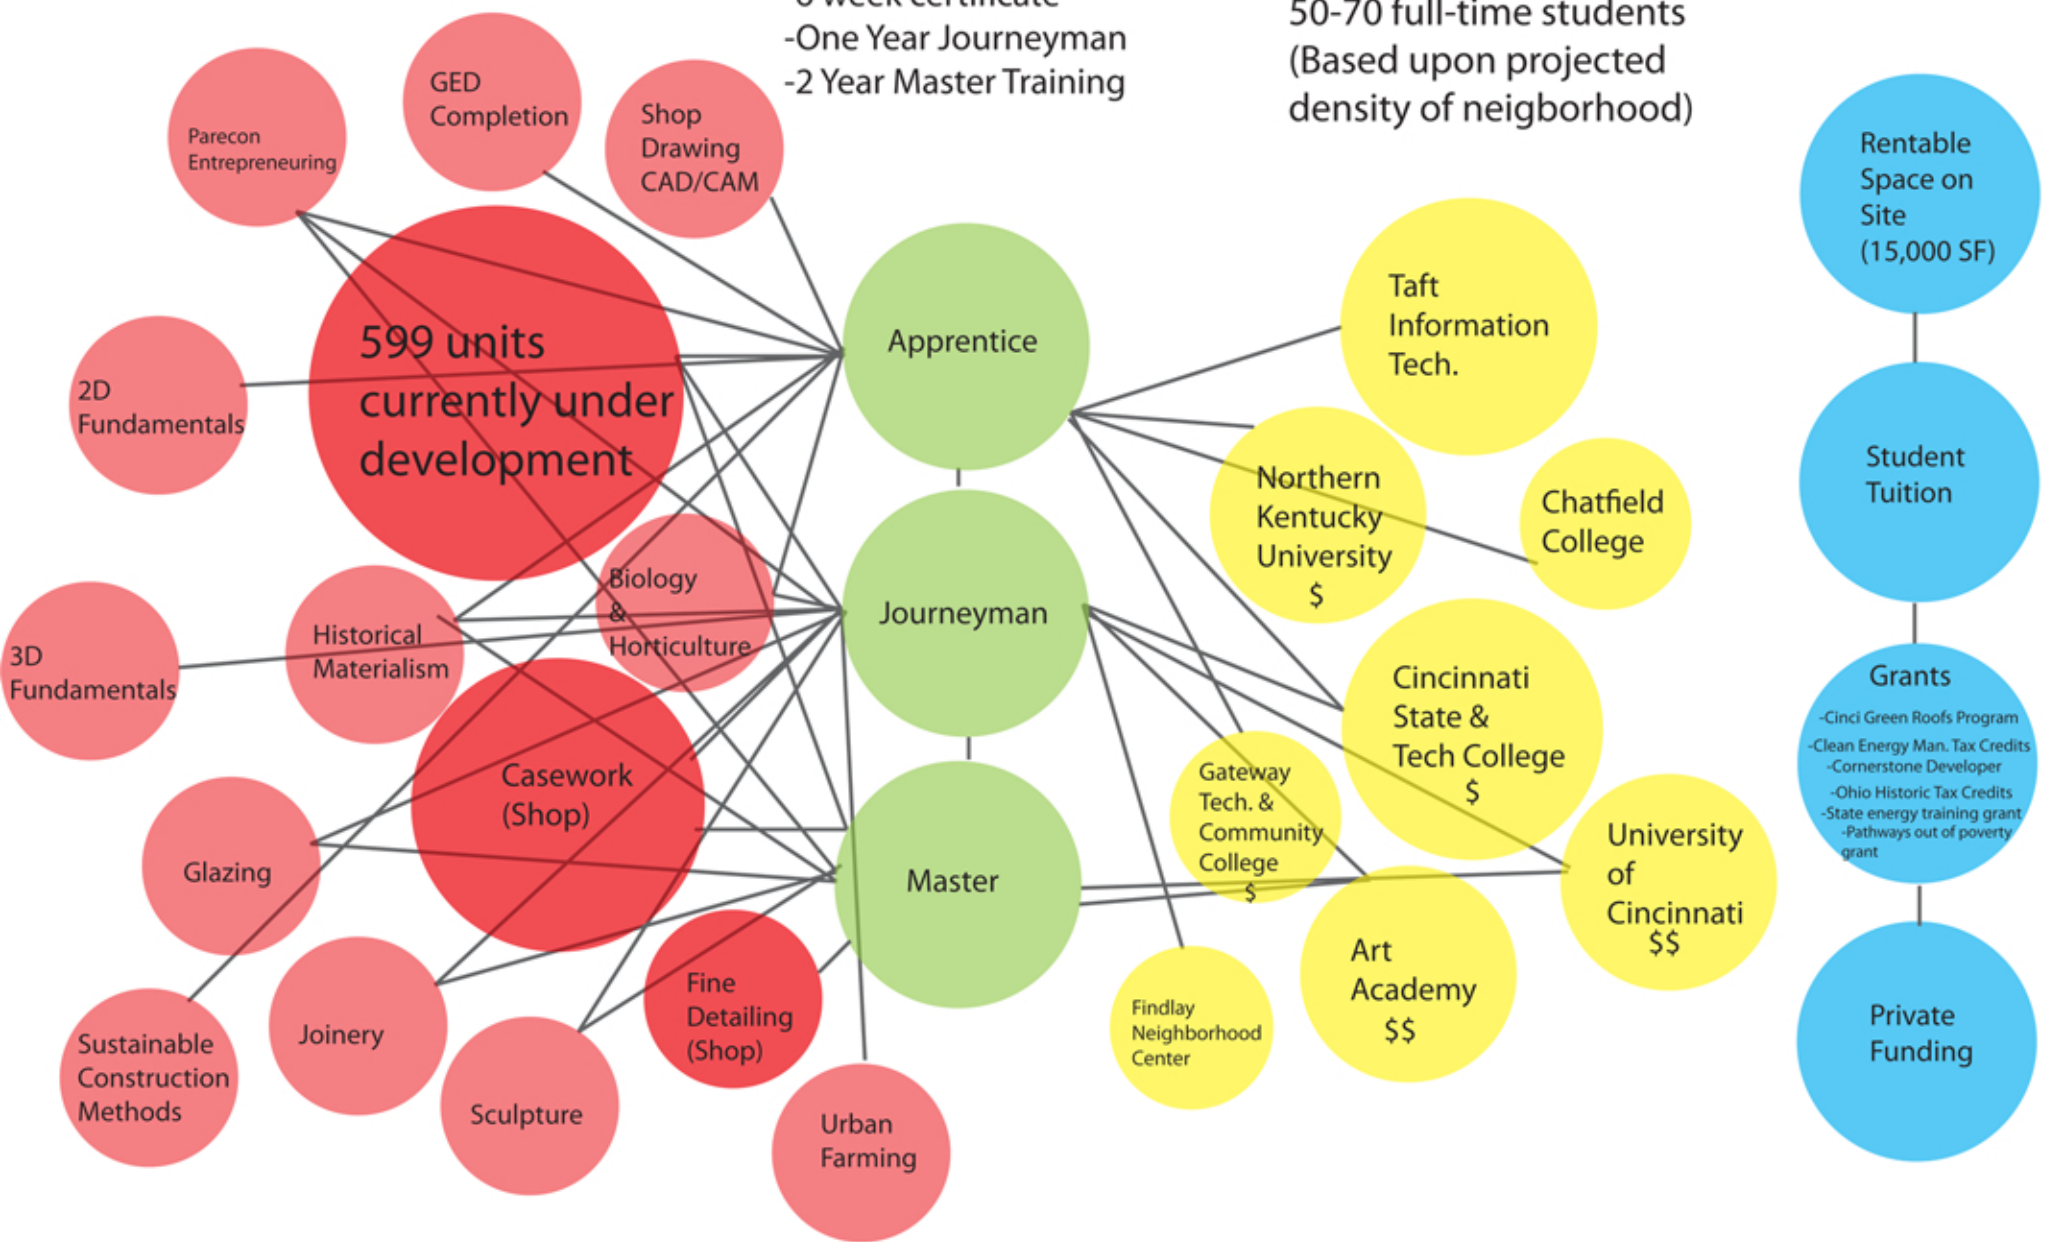 -6 week certificate
-One Year Journeyman
-2 Year Master Training
50-70 full-time students
(Based upon projected
density of neigborhood)
Parecon
Entrepreneuring
GED
Completion
Shop
Drawing
CAD/CAM
599 units
currently under
development
2D
Fundamentals
Biology
&
Horticulture
Historical
Materialism
3D
Fundamentals
Casework
(Shop)
Glazing
Joinery
Sustainable
Construction
Methods
Sculpture
Fine
Detailing
(Shop)
Urban
Farming
Apprentice
Journeyman
Master
Taft
Information
Tech.
Northern
Kentucky
University
$
Chatfield
College
Cincinnati
State &
Tech College
$
Gateway
Tech. &
Community
College
$
University
of
Cincinnati
$$
Art
Academy
$$
Findlay
Neighborhood
Center
Rentable
Space on
Site
(15,000 SF)
Student
Tuition
Grants
-Cinci Green Roofs Program
-Clean Energy Man. Tax Credits
-Cornerstone Developer
-Ohio Historic Tax Credits
-State energy training grant
-Pathways out of poverty
grant
Private
Funding